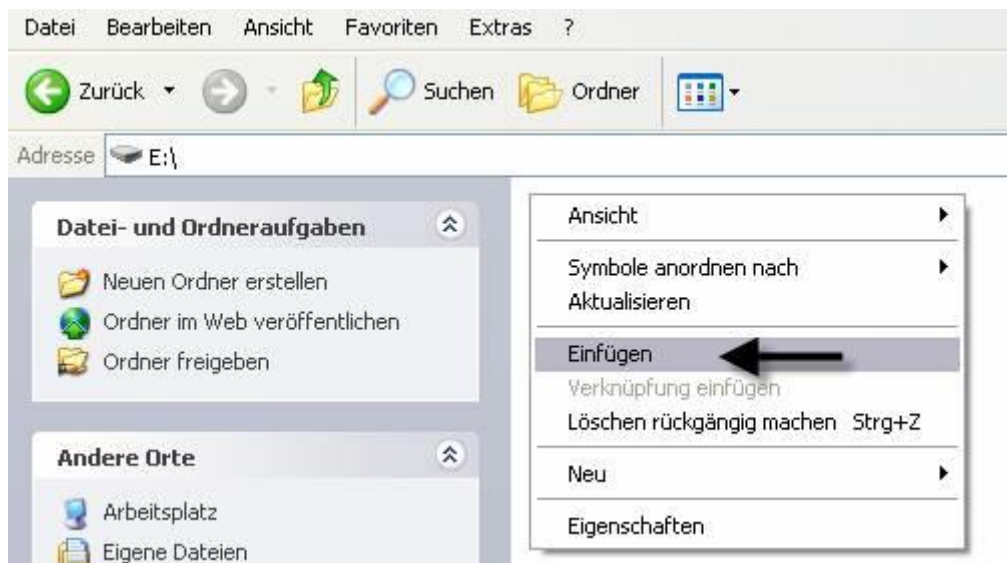 Datei Bearbeiten Ansicht Favoriten Extras ?
Zurück Suchen Ordner
Adresse E:\
Datei- und Ordneraufgaben
Neuen Ordner erstellen
Ordner im Web veröffentlichen
Ordner freigeben
Andere Orte
Arbeitsplatz
Eigene Dateien
Ansicht
Symbole anordnen nach
Aktualisieren
Einfügen
Verknüpfung einfügen
Löschen rückgängig machen Strg+Z
Neu
Eigenschaften